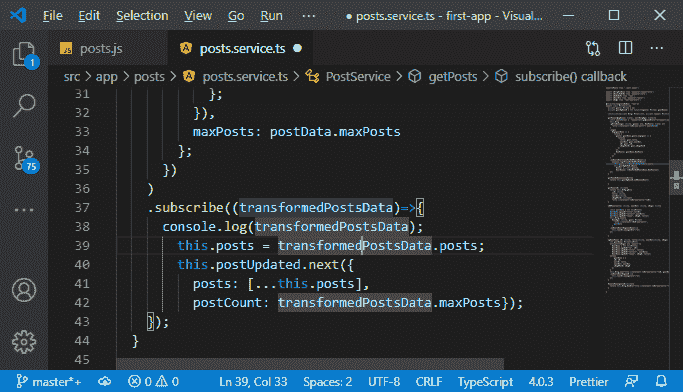 File Edit Selection View ··· ● posts.service.ts - first-app - Visual...
JS posts.js posts.service.ts ●
src > app > posts > posts.service.ts > PostService > getPosts > subscribe() callback
31 };
32 }),
33 maxPosts: postData.maxPosts
34 };
35 })
36 )
37 .subscribe((transformedPostsData)=>{
38 console.log(transformedPostsData);
39 this.posts = transformedPostsData.posts;
40 this.postUpdated.next({
41 posts: [...this.posts],
42 postCount: transformedPostsData.maxPosts});
43 });
44 }
45
1
75
master*+ 0 0 Ln 39, Col 33 Spaces: 2 UTF-8 CRLF TypeScript 4.0.3 Prettier